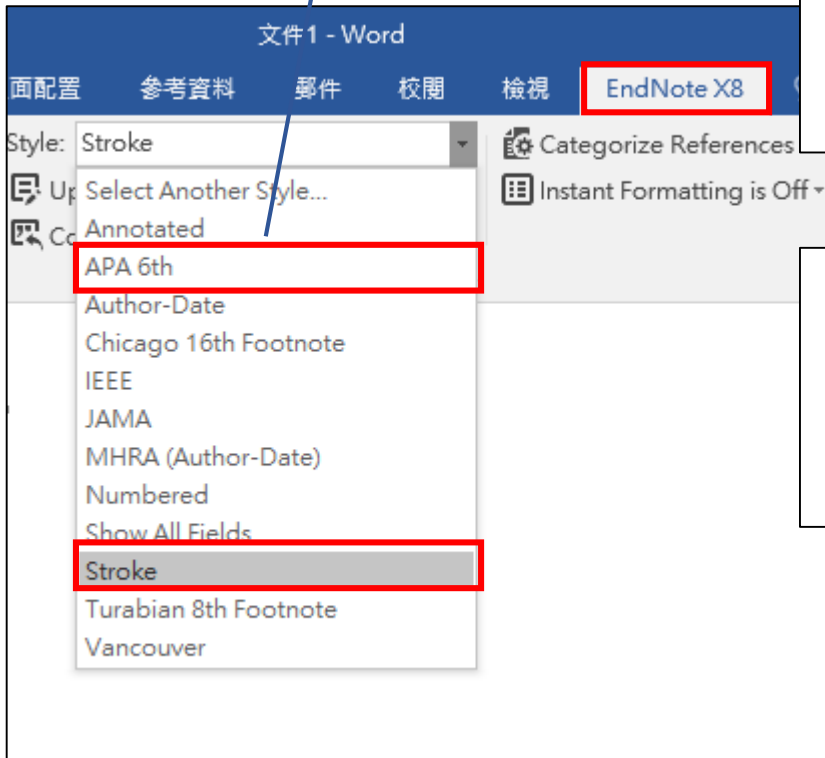 文件1 - Word
面配置 參考資料 郵件 校閱 檢視 EndNote X8
Style: Stroke
Categorize References
Select Another Style...
Instant Formatting is Off
Annotated
APA 6th
Author-Date
Chicago 16th Footnote
IEEE
JAMA
MHRA (Author-Date)
Numbered
Show All Fields
Stroke
Turabian 8th Footnote
Vancouver